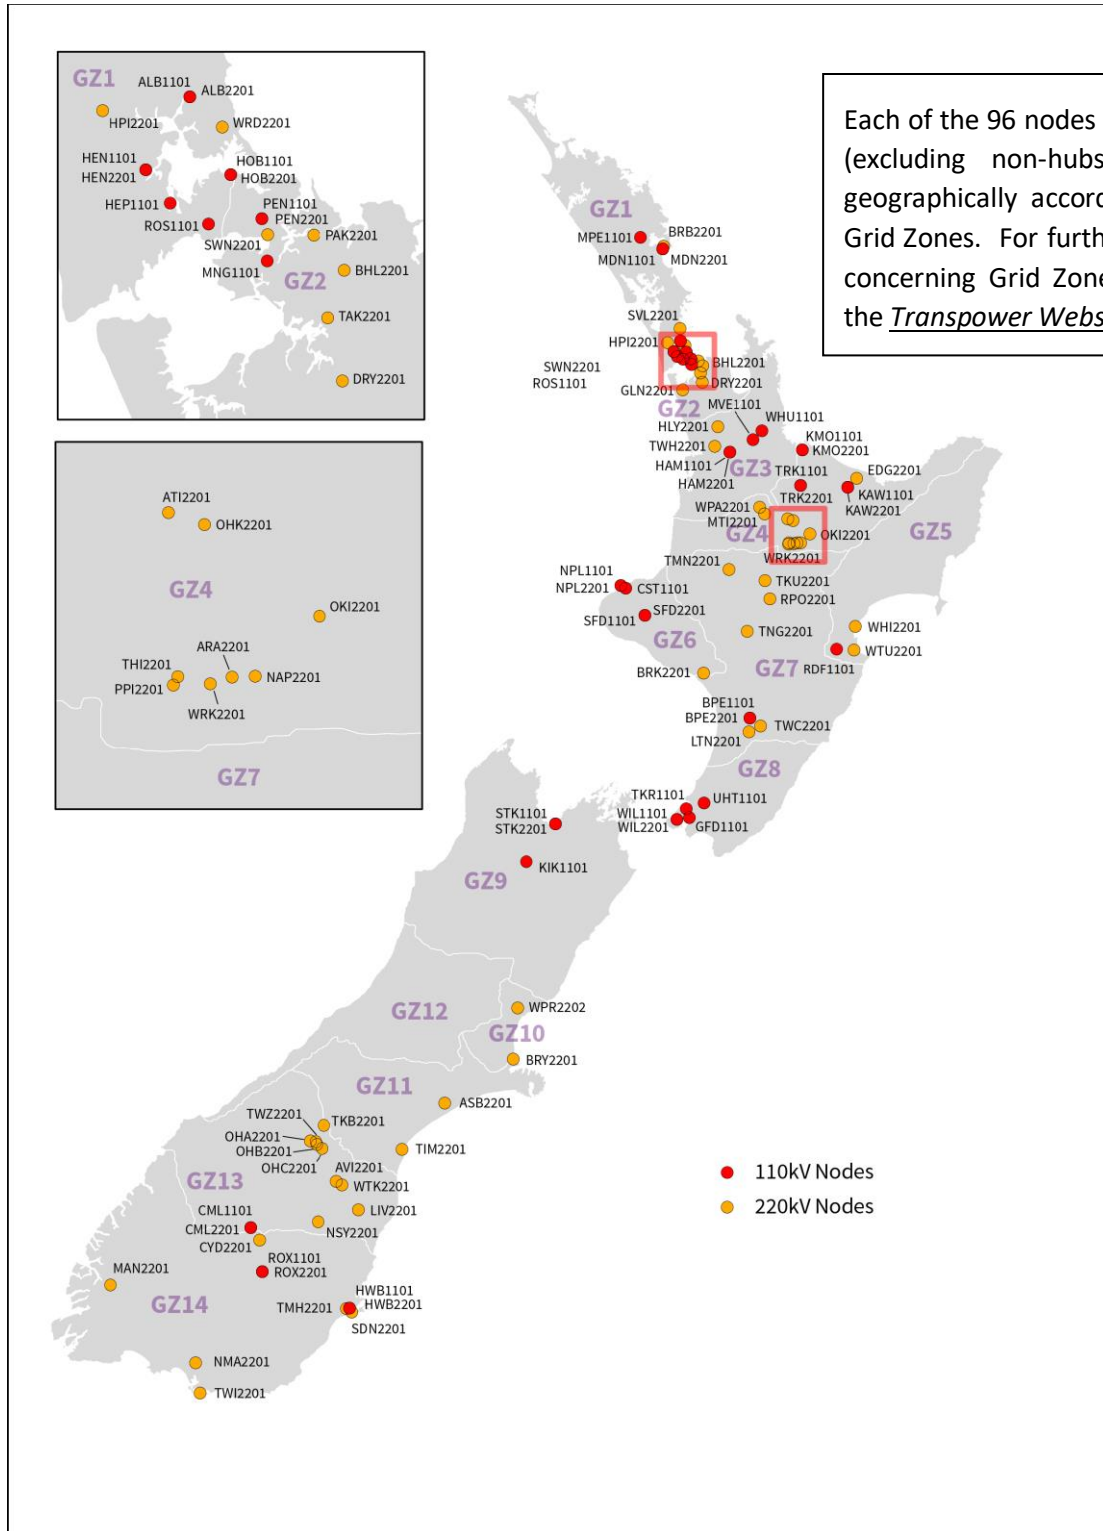 GZ1
ALB1101
ALB2201
HPI2201
WRD2201
HEN1101
HEN2201
HOB1101
HOB2201
HEP1101
PEN1101
PEN2201
ROS1101
SWN2201
PAK2201
MNG1101
GZ2
BHL2201
TAK2201
DRY2201
ATI2201
OHK2201
GZ4
OKI2201
ARA2201
THI2201
PPI2201
NAP2201
WRK2201
GZ7
Each of the 96 nodes
(excluding non-hubs
geographically accord
Grid Zones. For furth
concerning Grid Zone
the Transpower Webs
GZ1
MPE1101
BRB2201
MDN1101
MDN2201
SVL2201
HPI2201
SWN2201
ROS1101
BHL2201
GLN2201
DRY2201
GZ2
MVE1101
WHU1101
HLY2201
TWH2201
KMO1101
KMO2201
HAM1101
HAM2201
GZ3
TRK1101
TRK2201
EDG2201
KAW1101
KAW2201
WPA2201
MTI2201
GZ4
OKI2201
GZ5
WRK2201
TMN2201
NPL1101
NPL2201
CST1101
TKU2201
RPO2201
SFD2201
SFD1101
TNG2201
WHI2201
WTU2201
GZ6
GZ7
RDF1101
BRK2201
BPE1101
BPE2201
TWC2201
LTN2201
GZ8
TKR1101
UHT1101
WIL1101
WIL2201
GFD1101
STK1101
STK2201
KIK1101
GZ9
GZ12
WPR2202
GZ10
BRY2201
GZ11
ASB2201
TWZ2201
TKB2201
OHA2201
OHB2201
OHC2201
TIM2201
AVI2201
WTK2201
GZ13
LIV2201
CML1101
CML2201
NSY2201
CYD2201
ROX1101
ROX2201
MAN2201
GZ14
HWB1101
TMH2201
HWB2201
SDN2201
NMA2201
TWI2201
110kV Nodes
220kV Nodes